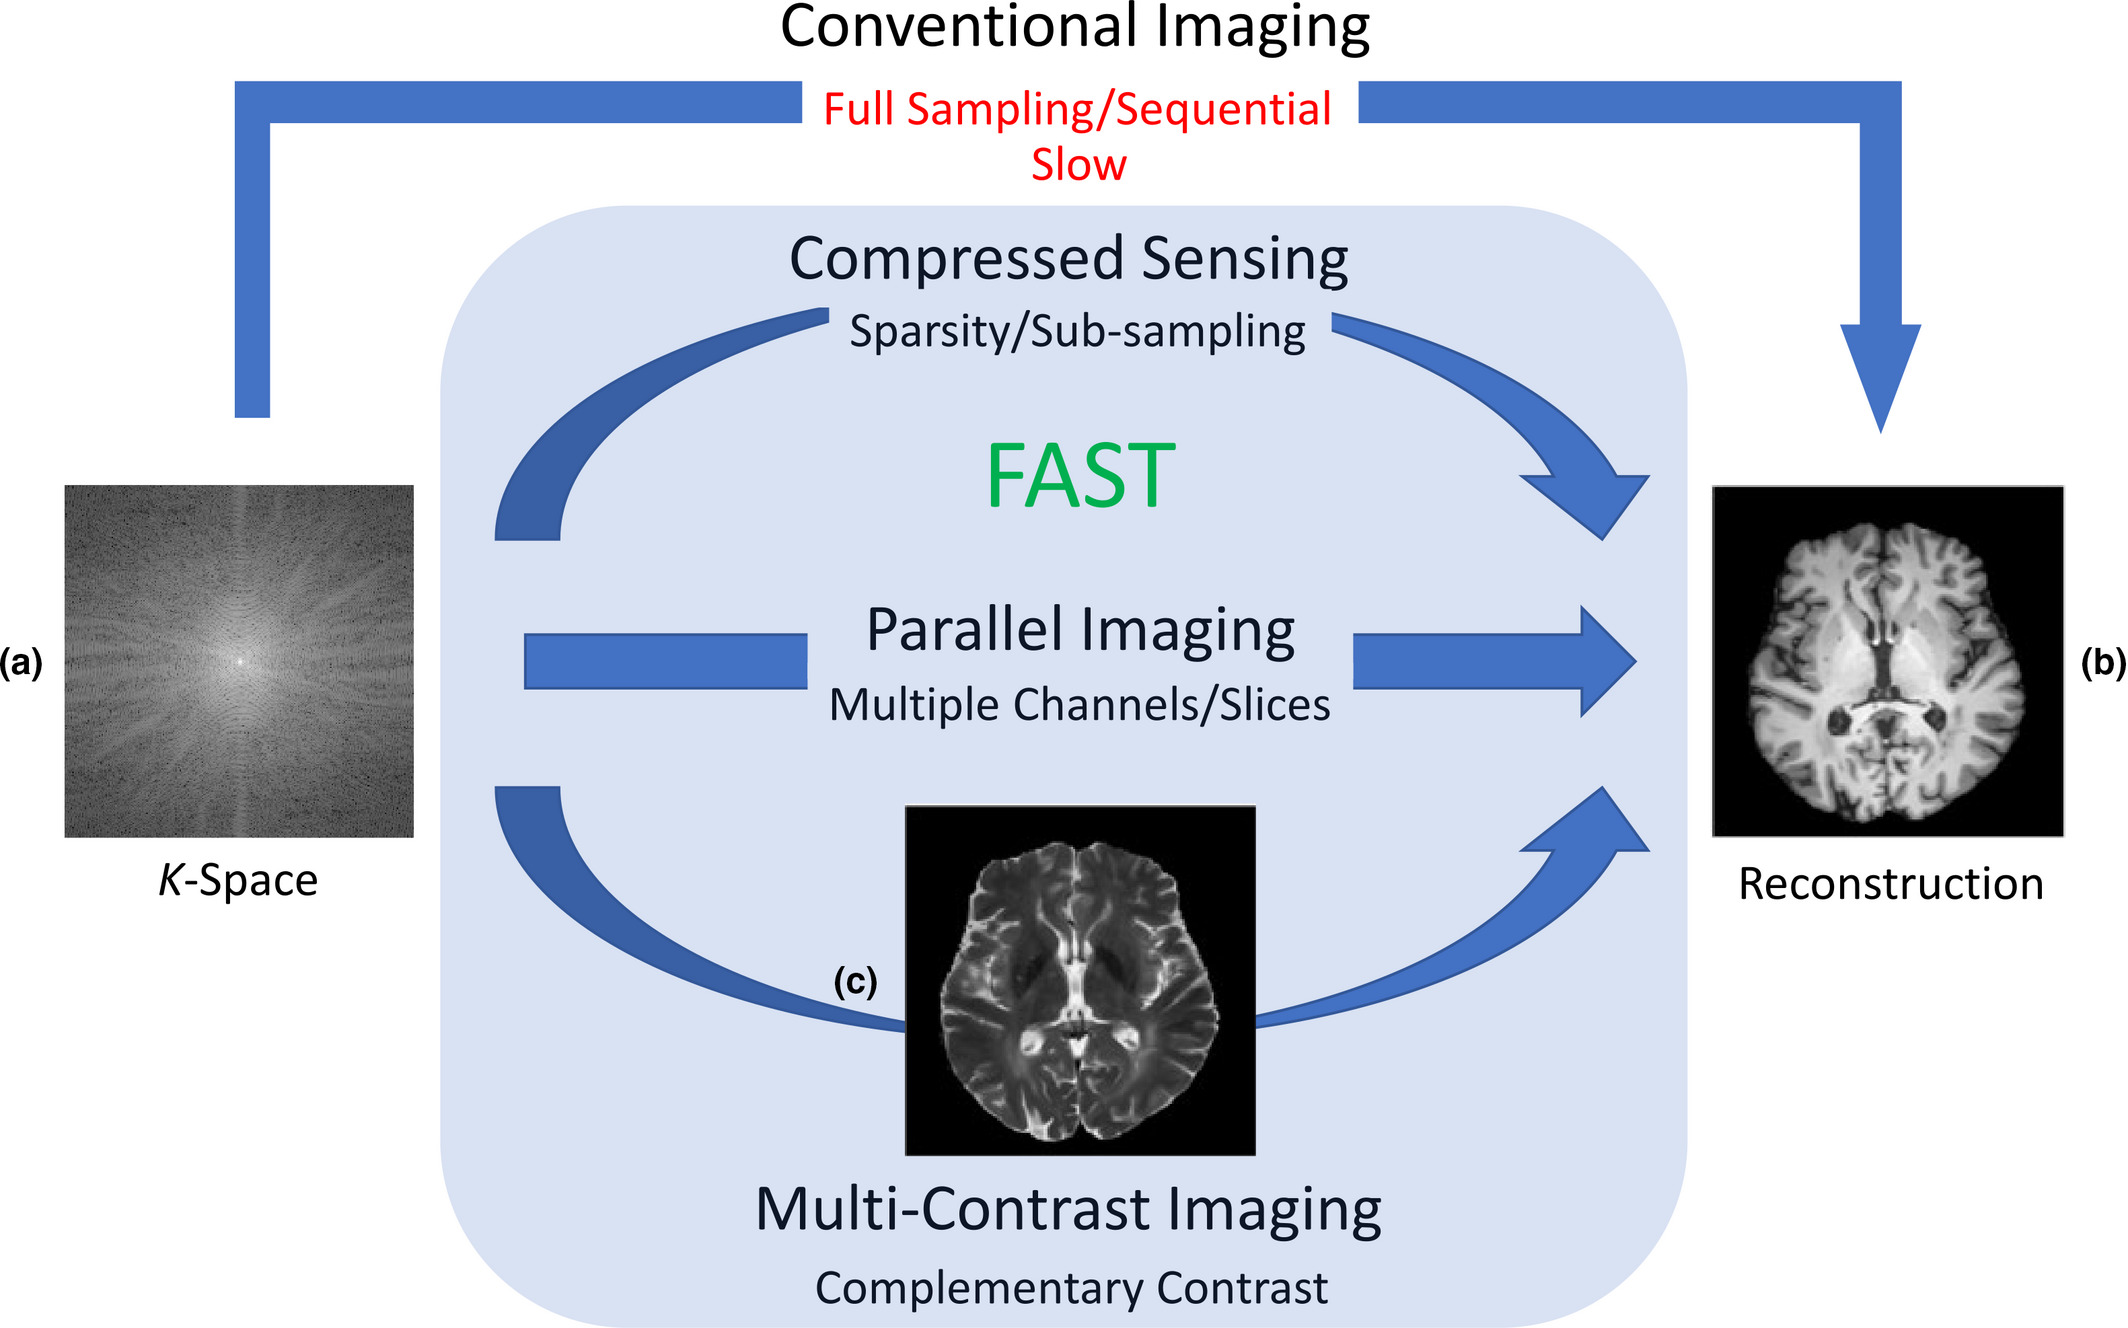 Conventional Imaging
Full Sampling/Sequential
Slow
Compressed Sensing
Sparsity/Sub-sampling
FAST
Parallel Imaging
Multiple Channels/Slices
(a)
K-Space
(b)
Reconstruction
(c)
Multi-Contrast Imaging
Complementary Contrast